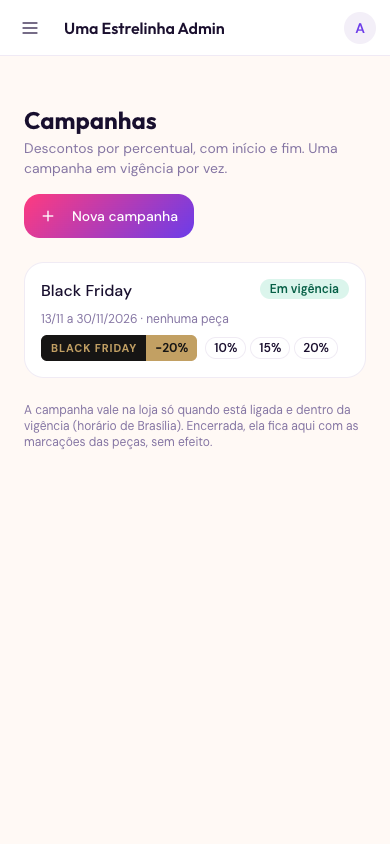 Uma Estrelinha Admin
A
Campanhas
Descontos por percentual, com início e fim. Uma
campanha em vigência por vez.
Nova campanha
Black Friday
Em vigência
13/11 a 30/11/2026 · nenhuma peça
BLACK FRIDAY -20% 10% 15% 20%
A campanha vale na loja só quando está ligada e dentro da
vigência (horário de Brasília). Encerrada, ela fica aqui com as
marcações das peças, sem efeito.